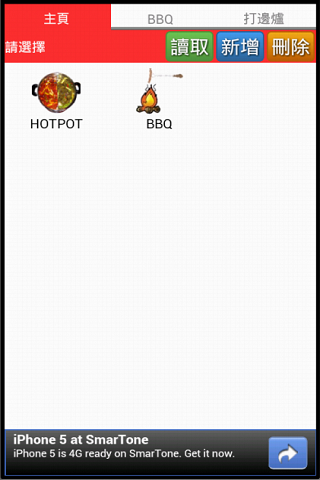 主頁 BBQ 打邊爐
請選擇 讀取 新增 刪除
HOTPOT BBQ
iPhone 5 at SmarTone
iPhone 5 is 4G ready on SmarTone. Get it now.